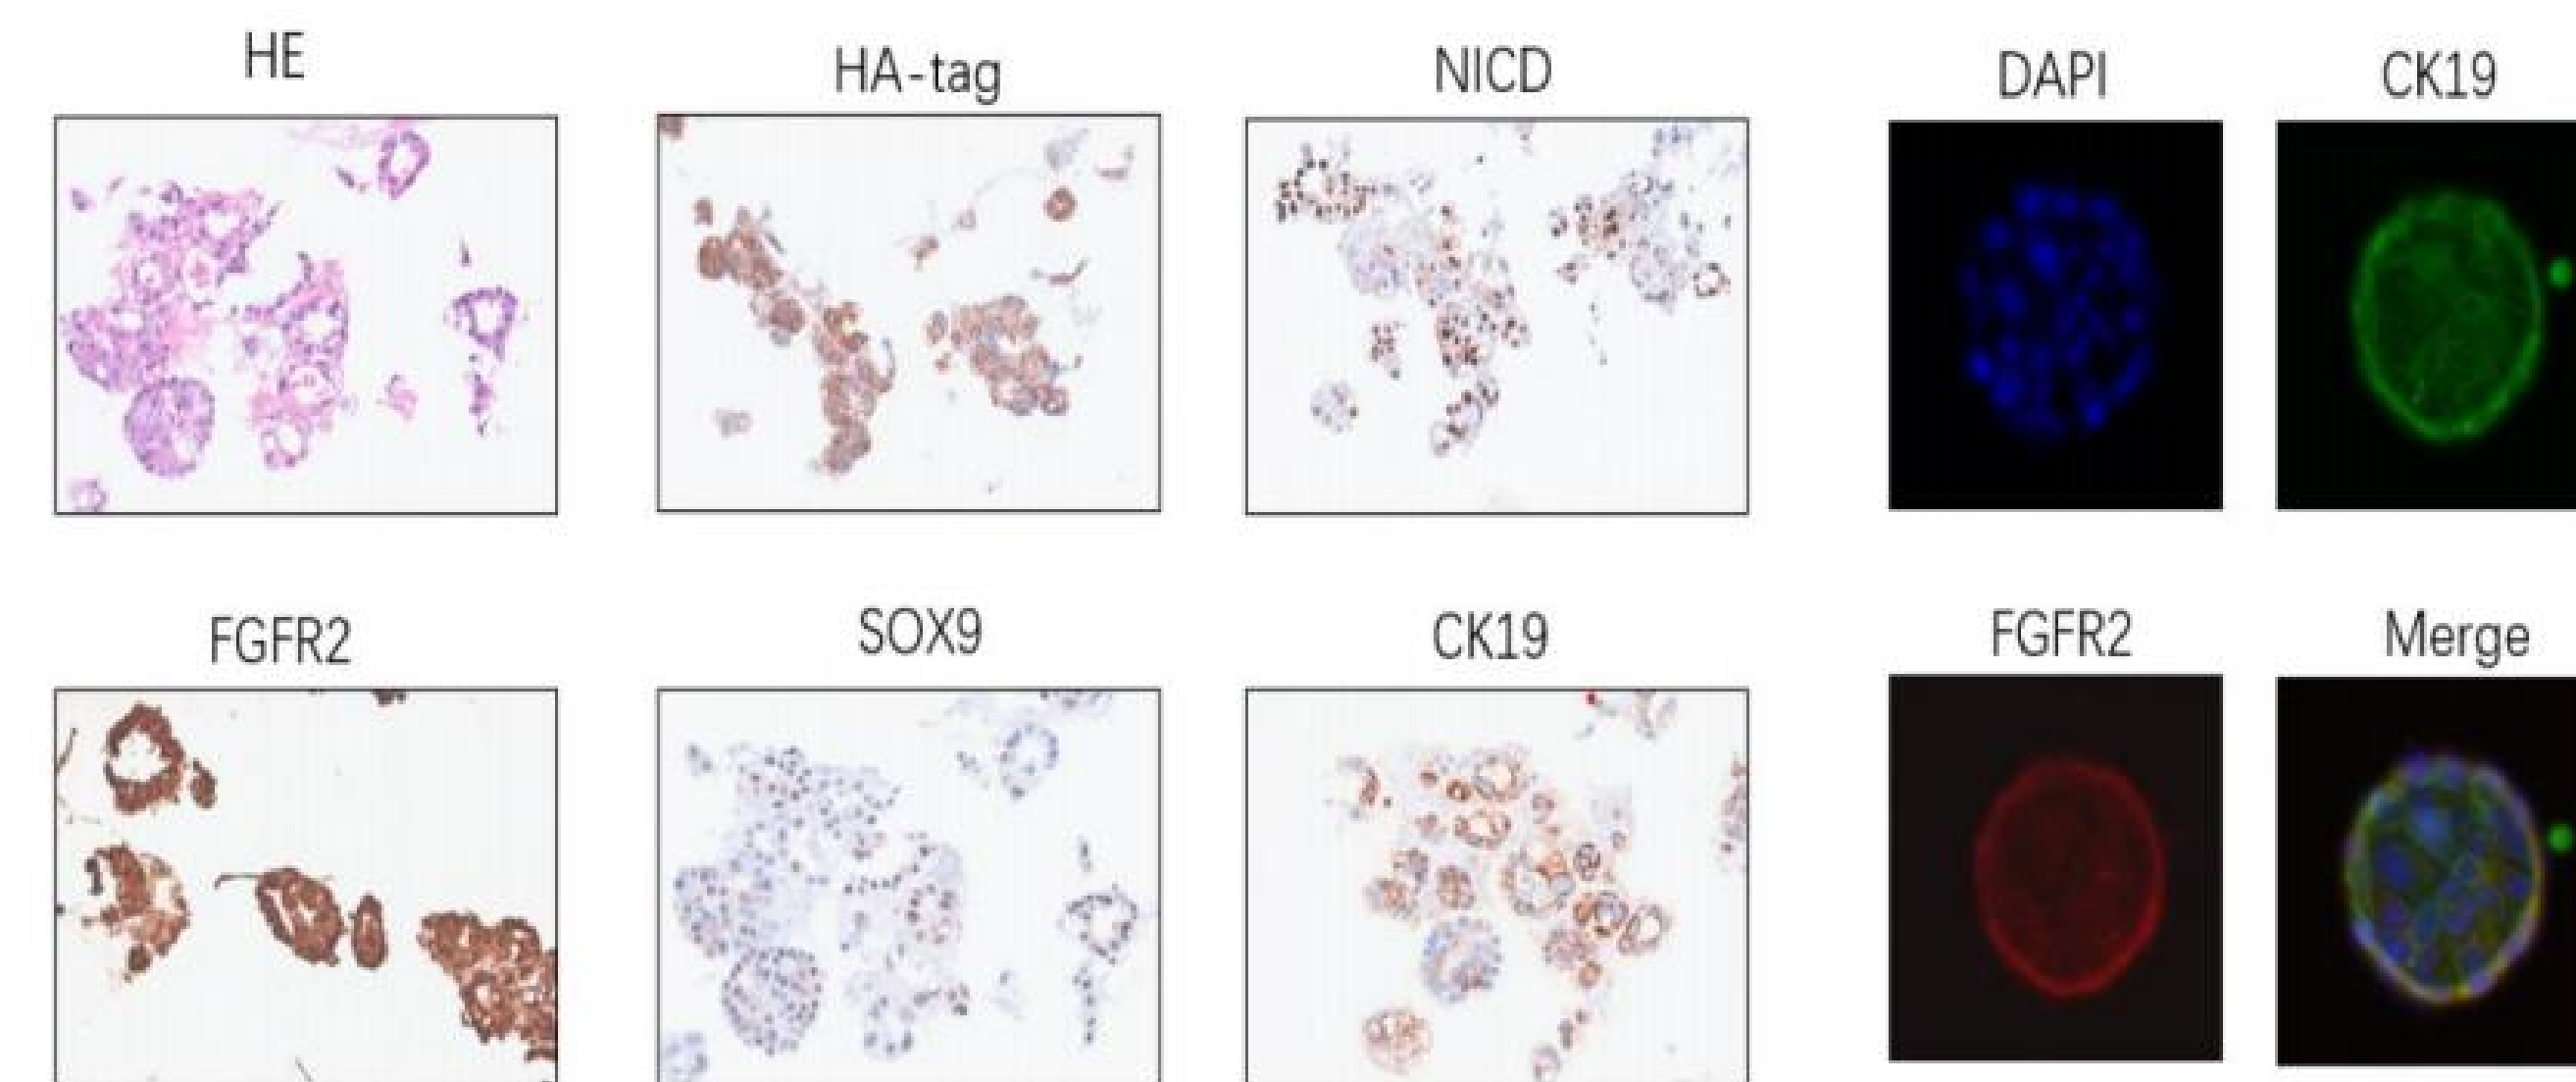 HE
HA-tag
NICD
DAPI
CK19
FGFR2
SOX9
CK19
FGFR2
Merge